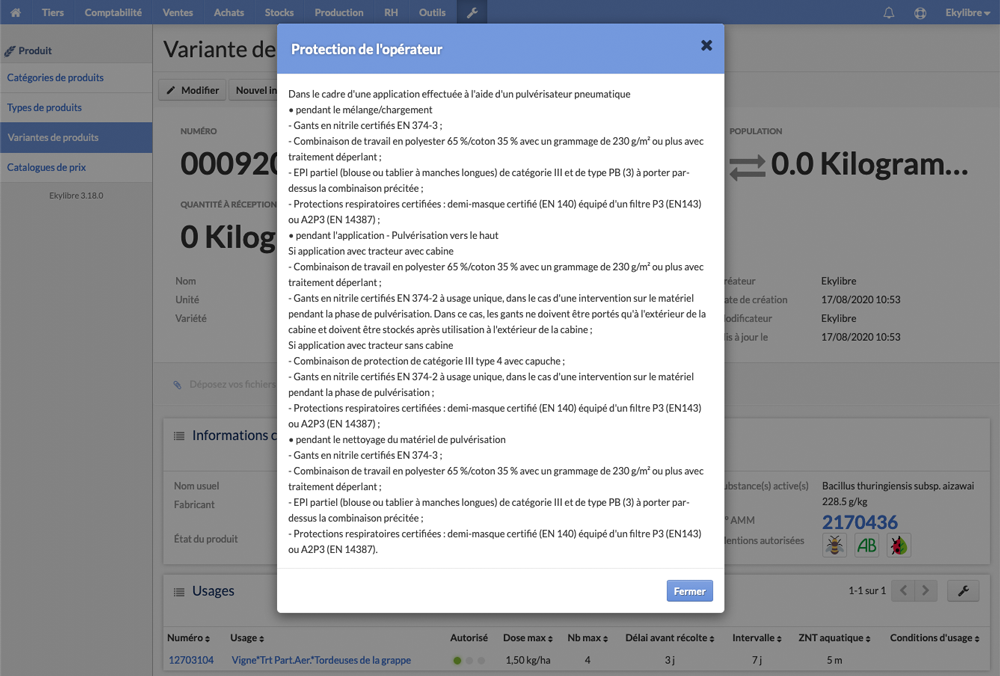 Tiers Comptabilité Ventes Achats Stocks Production RH Outils Ekylibre
Produit
Catégories de produits
Types de produits
Variantes de produits
Catalogues de prix
Ekylibre 3.18.0
Variante de
Modifier Nouvel in
NUMÉRO
000920
QUANTITÉ À RÉCEPTION
0 Kilog
POPULATION
0.0 Kilogram...
Nom
Unité
Variété
réateur Ekylibre
ate de création 17/08/2020 10:53
odificateur Ekylibre
is à jour le 17/08/2020 10:53
Déposez vos fichiers
Protection de l'opérateur
Dans le cadre d'une application effectuée à l'aide d'un pulvérisateur pneumatique
• pendant le mélange/chargement
- Gants en nitrile certifiés EN 374-3 ;
- Combinaison de travail en polyester 65 %/coton 35 % avec un grammage de 230 g/m² ou plus avec
traitement déperlant ;
- EPI partiel (blouse ou tablier à manches longues) de catégorie III et de type PB (3) à porter par-
dessus la combinaison précitée ;
- Protections respiratoires certifiées : demi-masque certifié (EN 140) équipé d'un filtre P3 (EN143)
ou A2P3 (EN 14387) ;
• pendant l'application - Pulvérisation vers le haut
Si application avec tracteur avec cabine
- Combinaison de travail en polyester 65 %/coton 35 % avec un grammage de 230 g/m² ou plus avec
traitement déperlant ;
- Gants en nitrile certifiés EN 374-2 à usage unique, dans le cas d'une intervention sur le matériel
pendant la phase de pulvérisation. Dans ce cas, les gants ne doivent être portés qu'à l'extérieur de la
cabine et doivent être stockés après utilisation à l'extérieur de la cabine ;
Si application avec tracteur sans cabine
- Combinaison de protection de catégorie III type 4 avec capuche ;
- Gants en nitrile certifiés EN 374-2 à usage unique, dans le cas d'une intervention sur le matériel
pendant la phase de pulvérisation ;
- Protections respiratoires certifiées : demi-masque certifié (EN 140) équipé d'un filtre P3 (EN143)
ou A2P3 (EN 14387) ;
• pendant le nettoyage du matériel de pulvérisation
- Gants en nitrile certifiés EN 374-3 ;
- Combinaison de travail en polyester 65 %/coton 35 % avec un grammage de 230 g/m² ou plus avec
traitement déperlant ;
- EPI partiel (blouse ou tablier à manches longues) de catégorie III et de type PB (3) à porter par-
dessus la combinaison précitée ;
- Protections respiratoires certifiées : demi-masque certifié (EN 140) équipé d'un filtre P3 (EN143)
ou A2P3 (EN 14387).
Fermer
Informations c
Nom usuel
Fabricant
État du produit
ubstance(s) active(s) Bacillus thuringiensis subsp. aizawai
228.5 g/kg
° AMM 2170436
entions autorisées AB
Usages 1-1 sur 1
Numéro Usage Autorisé Dose max Nb max Délai avant récolte Intervalle ZNT aquatique Conditions d'usage
12703104 Vigne*Trt Part.Aer.*Tordeuses de la grappe 1,50 kg/ha 4 3 j 7 j 5 m